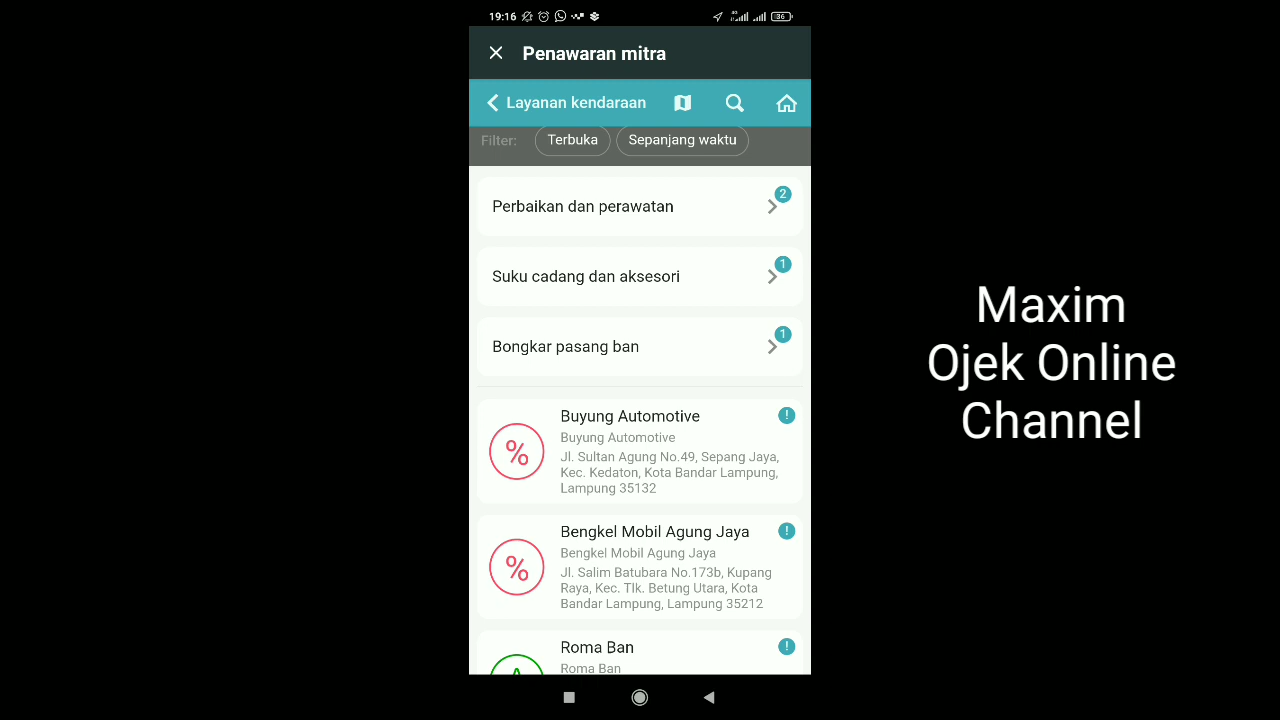 19:16
36
Penawaran mitra
Layanan kendaraan
Filter:
Terbuka
Sepanjang waktu
Perbaikan dan perawatan
2
Suku cadang dan aksesori
1
Bongkar pasang ban
1
Buyung Automotive
!
Buyung Automotive
Jl. Sultan Agung No.49, Sepang Jaya,
Kec. Kedaton, Kota Bandar Lampung,
Lampung 35132
%
Bengkel Mobil Agung Jaya
!
Bengkel Mobil Agung Jaya
Jl. Salim Batubara No.173b, Kupang
Raya, Kec. Tlk. Betung Utara, Kota
Bandar Lampung, Lampung 35212
%
Roma Ban
!
Roma Ban
Maxim
Ojek Online
Channel